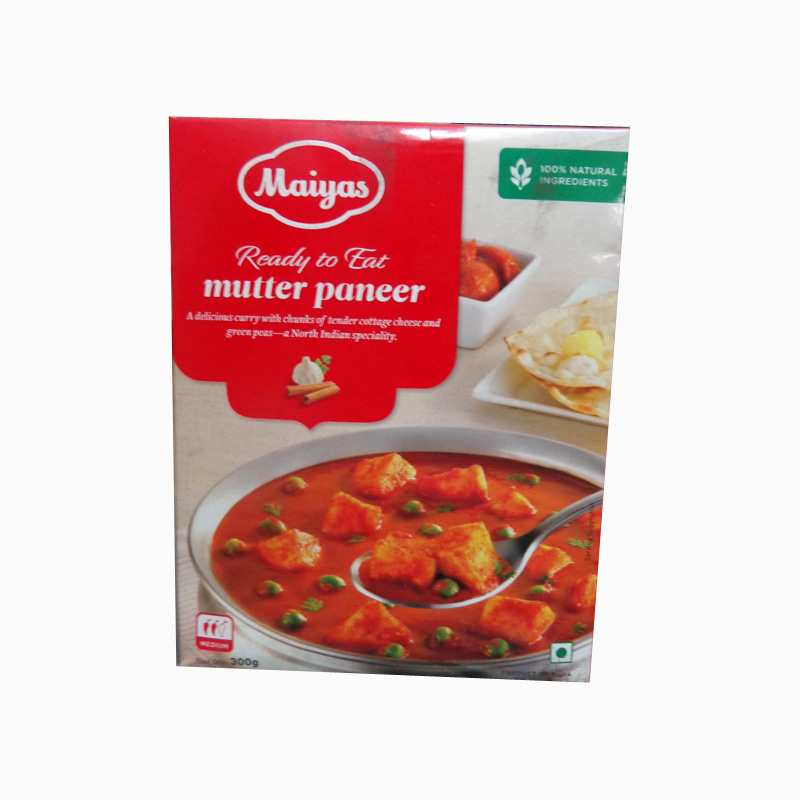 Maiyas
100% NATURAL
INGREDIENTS
Ready to Eat
mutter paneer
A delicious curry with chunks of tender cottage cheese and
green peas—a North Indian speciality.
MEDIUM
300g